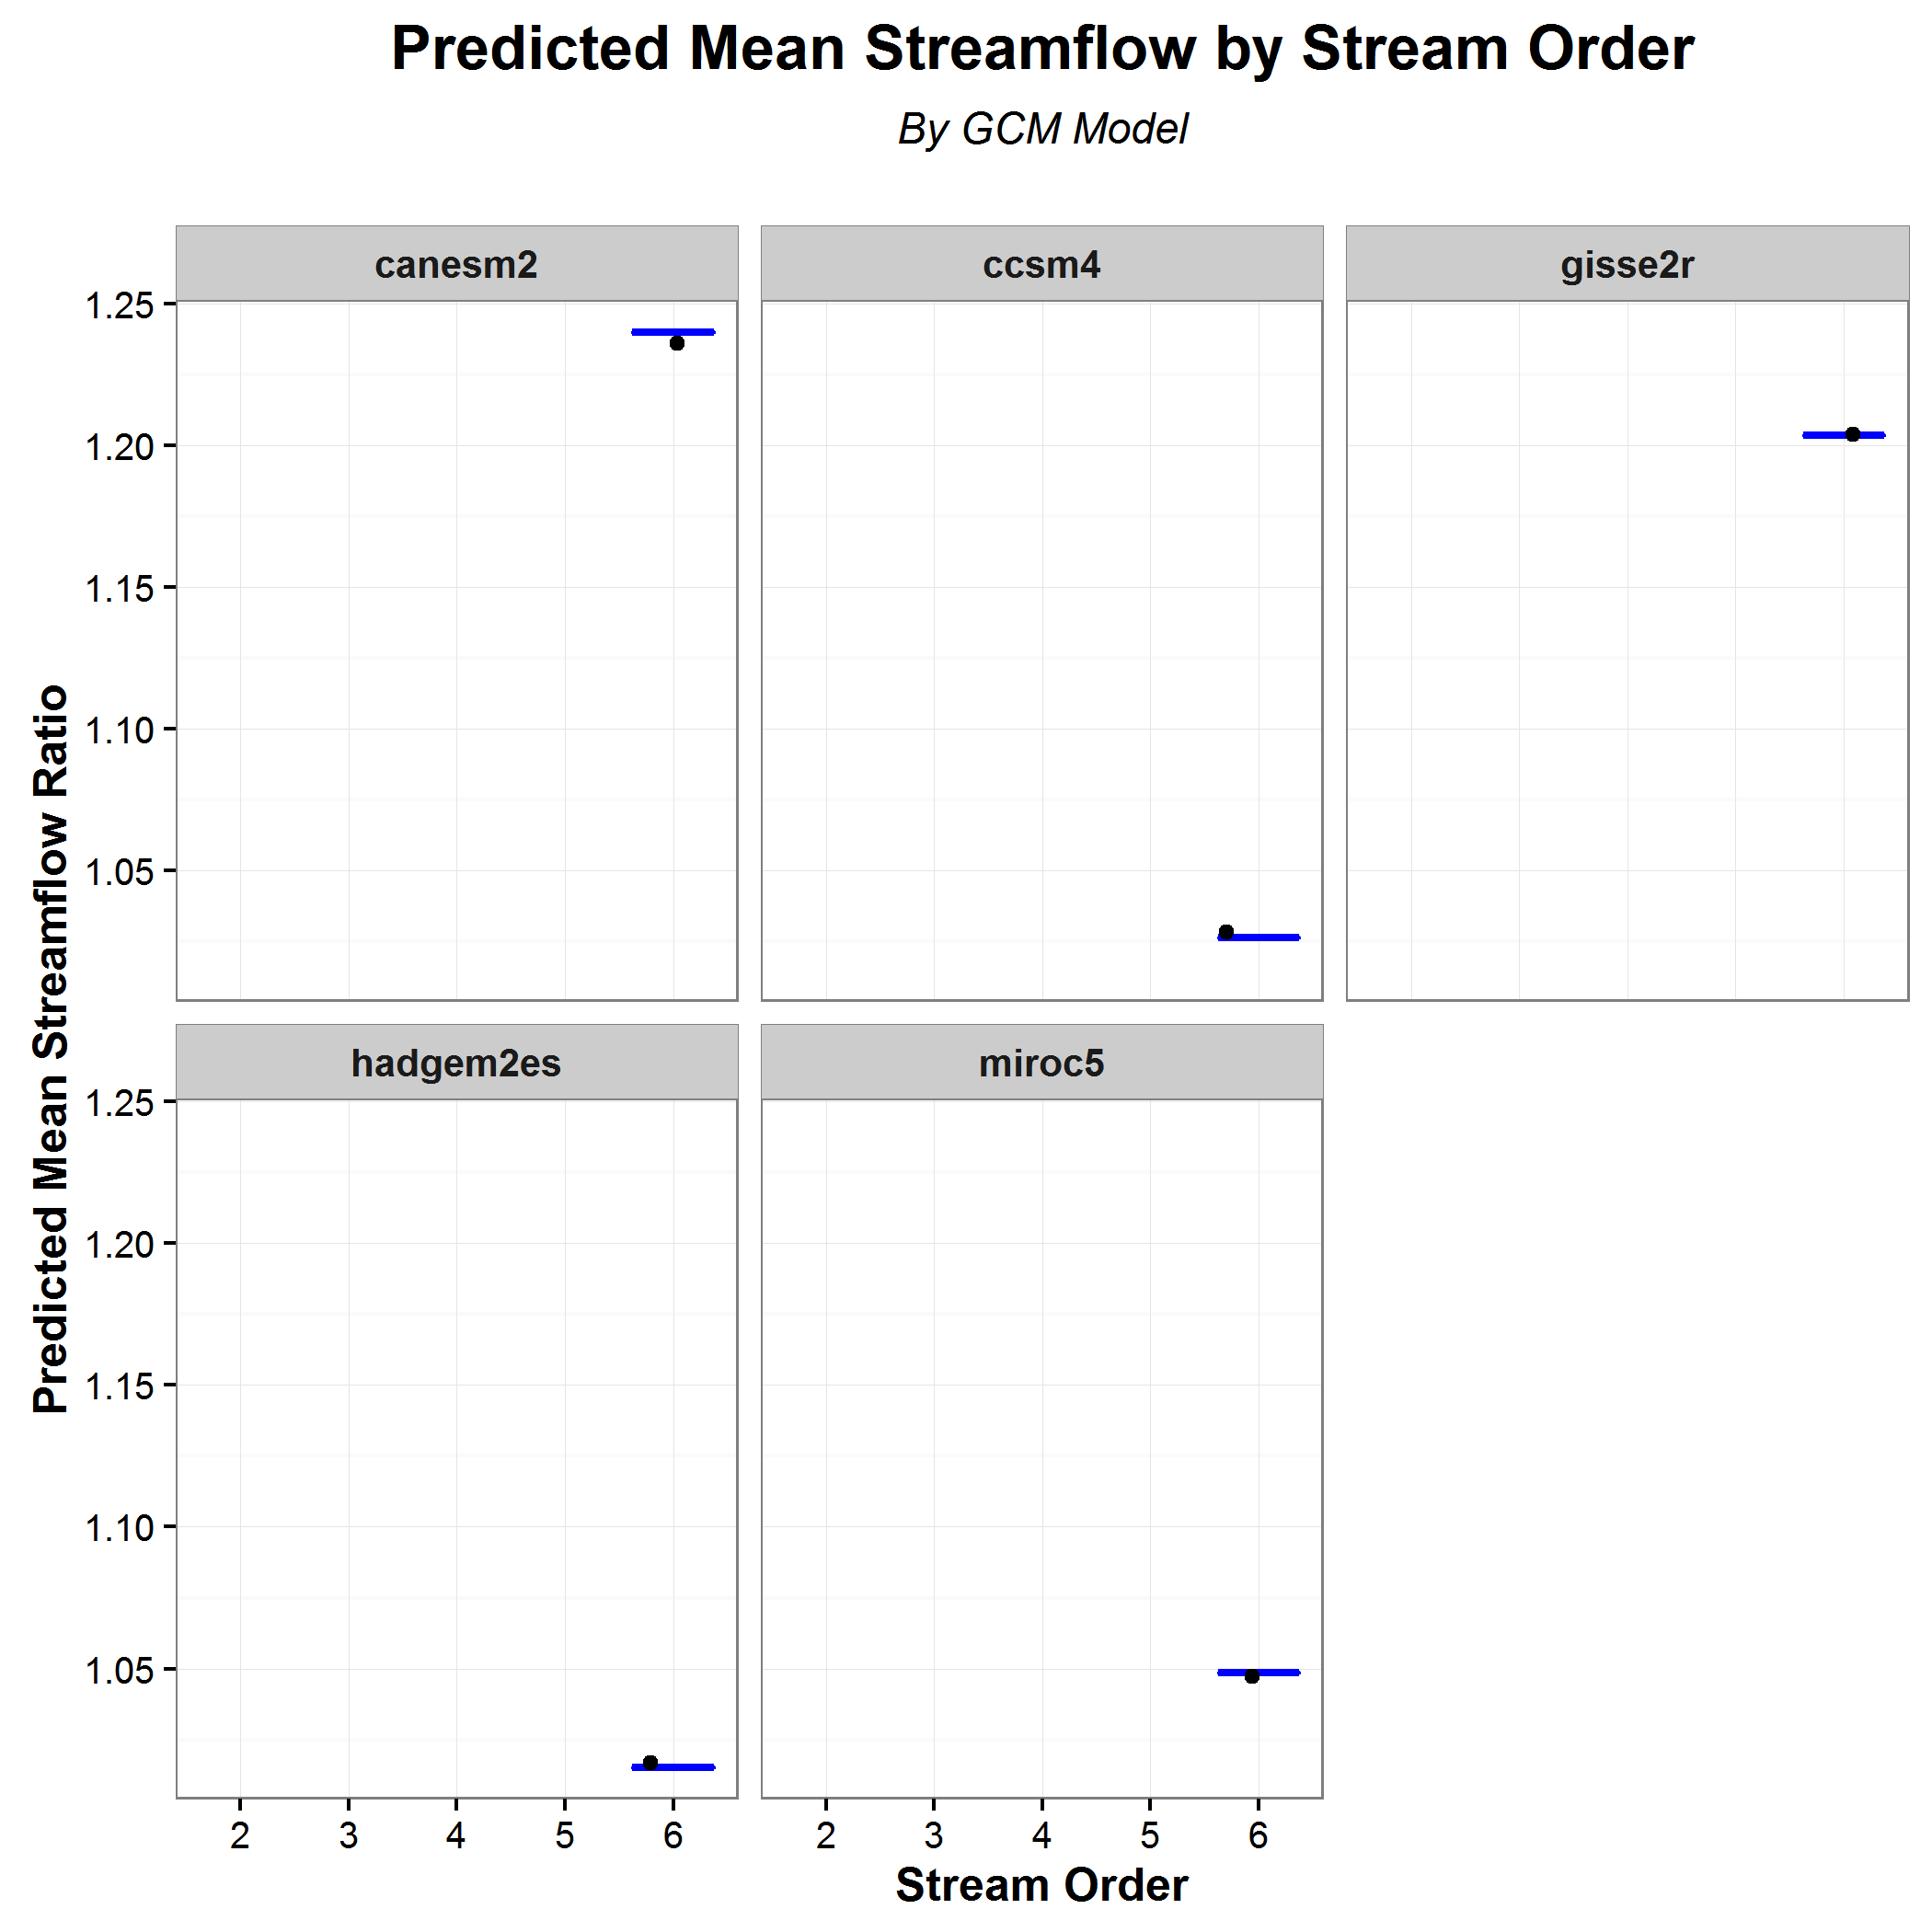 Predicted Mean Streamflow by Stream Order
By GCM Model
canesm2
ccsm4
gisse2r
1.25
1.20
1.15
1.10
1.05
hadgem2es
miroc5
1.25
1.20
1.15
1.10
1.05
Predicted Mean Streamflow Ratio
2 3 4 5 6
2 3 4 5 6
Stream Order